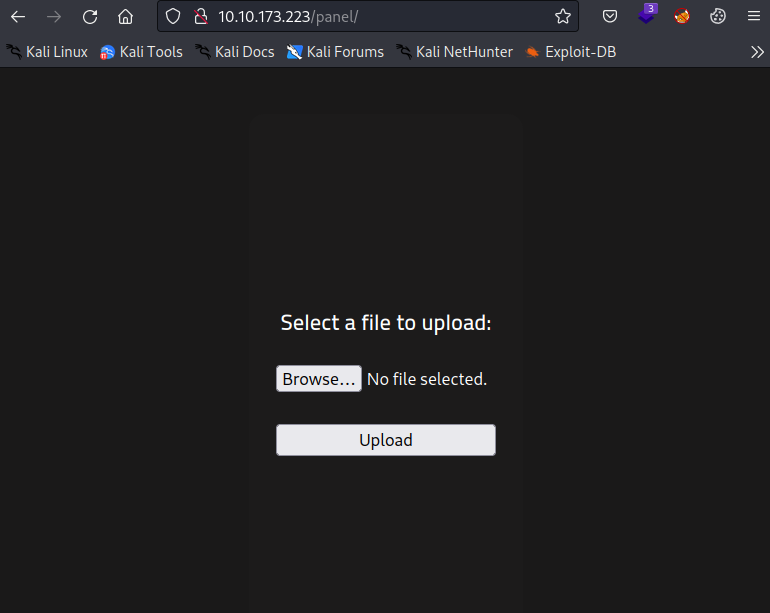 10.10.173.223/panel/
3
Kali Linux Kali Tools Kali Docs Kali Forums Kali NetHunter Exploit-DB
Select a file to upload:
Browse... No file selected.
Upload